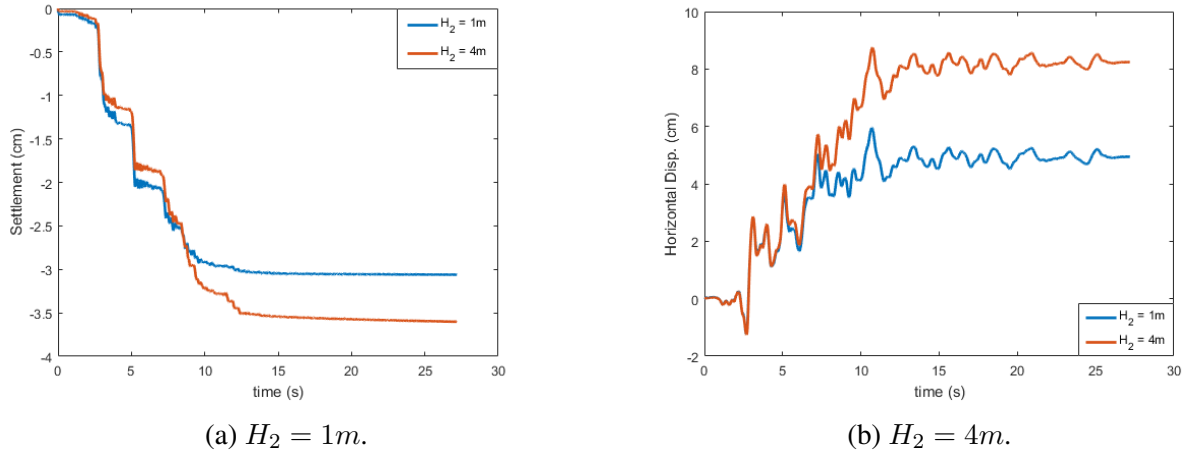 0
-0.5
-1
-1.5
-2
-2.5
-3
-3.5
-4
Settlement (cm)
0 5 10 15 20 25 30
time (s)
H2 = 1m
H2 = 4m
(a) H2 = 1m.
10
8
6
4
2
0
-2
Horizontal Disp. (cm)
0 5 10 15 20 25 30
time (s)
H2 = 1m
H2 = 4m
(b) H2 = 4m.